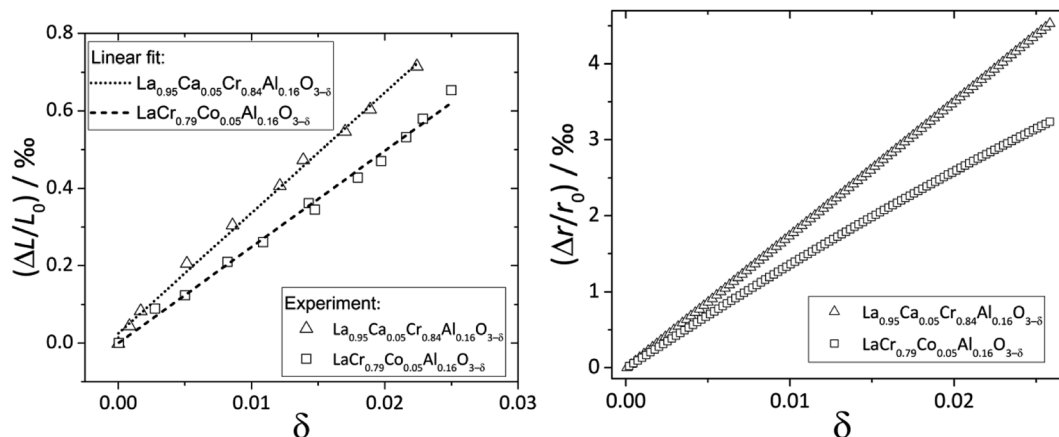 (ΔL/L₀) / ‰
0.8
0.6
0.4
0.2
0.0
Linear fit:
La₀.₉₅Ca₀.₀₅Cr₀.₈₄Al₀.₁₆O₃₋δ
LaCr₀.₇₉Co₀.₀₅Al₀.₁₆O₃₋δ
Experiment:
La₀.₉₅Ca₀.₀₅Cr₀.₈₄Al₀.₁₆O₃₋δ
LaCr₀.₇₉Co₀.₀₅Al₀.₁₆O₃₋δ
0.00 0.01 0.02 0.03
δ
(Δr/r₀) / ‰
4
3
2
1
0
La₀.₉₅Ca₀.₀₅Cr₀.₈₄Al₀.₁₆O₃₋δ
LaCr₀.₇₉Co₀.₀₅Al₀.₁₆O₃₋δ
0.00 0.01 0.02
δ